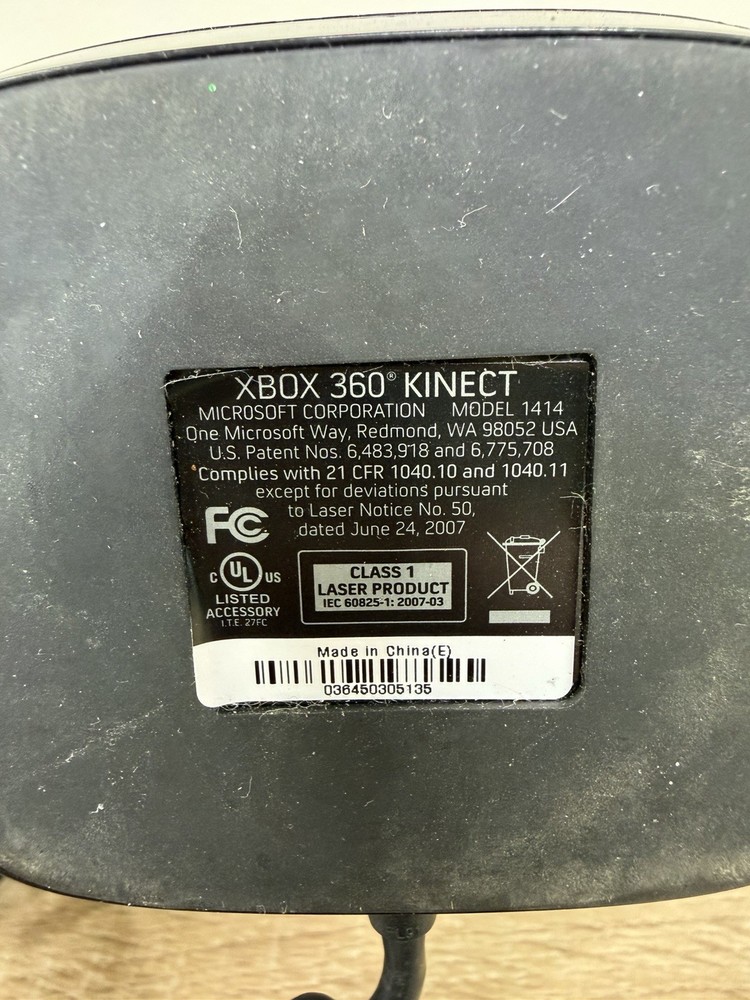 XBOX 360® KINECT
MICROSOFT CORPORATION MODEL 1414
One Microsoft Way, Redmond, WA 98052 USA
U.S. Patent Nos. 6,483,918 and 6,775,708
Complies with 21 CFR 1040.10 and 1040.11
except for deviations pursuant
to Laser Notice No. 50,
dated June 24, 2007
FC
C UL US
LISTED
ACCESSORY
I.T.E. 27FC
CLASS 1
LASER PRODUCT
IEC 60825-1: 2007-03
Made in China(E)
036450305135